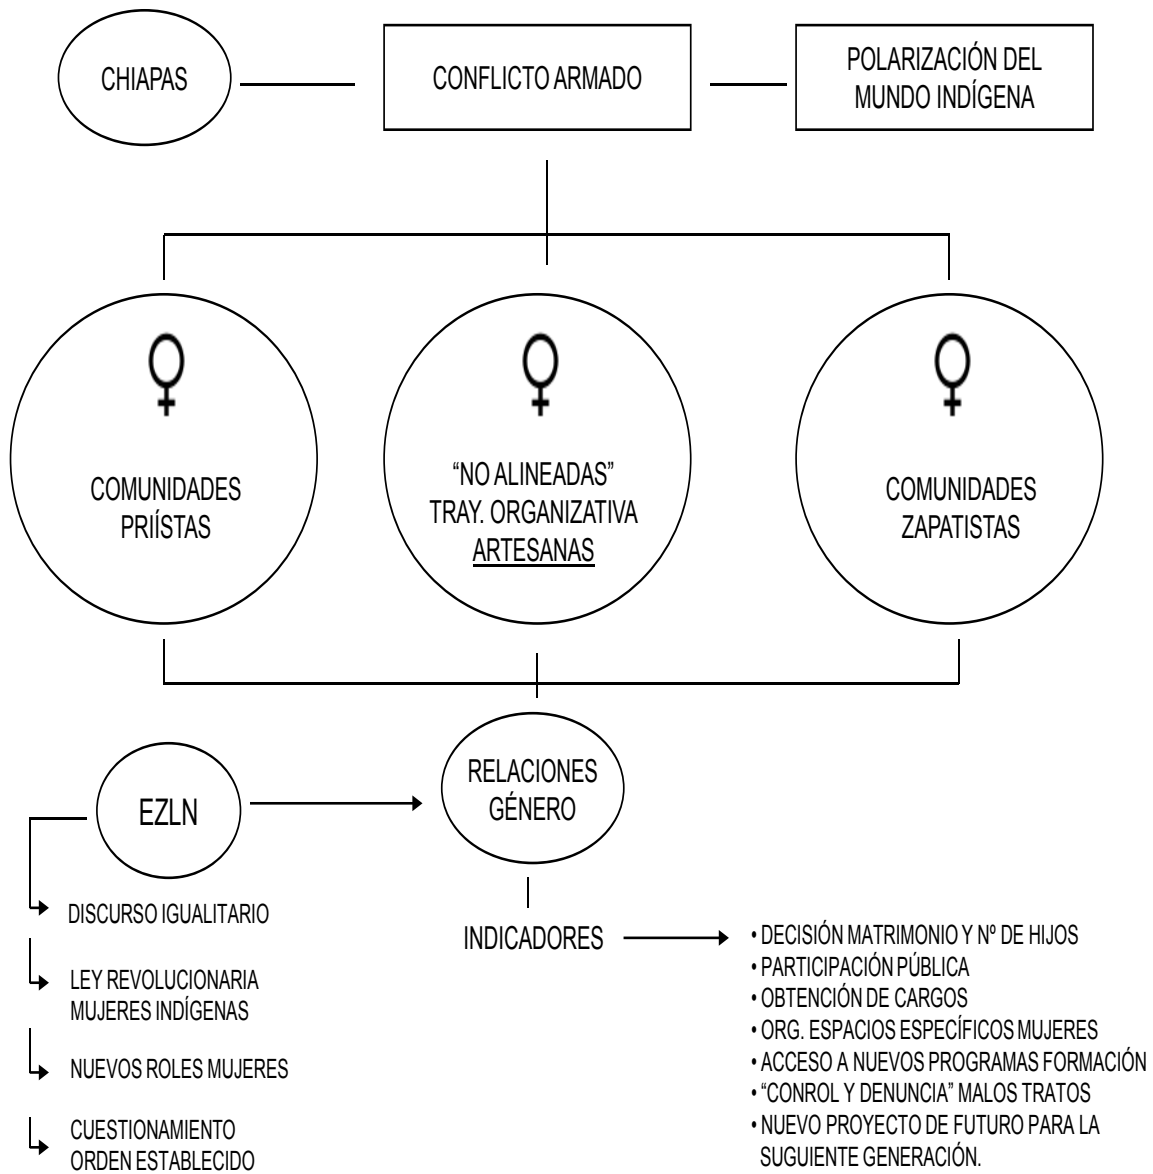 CHIAPAS
CONFLICTO ARMADO
POLARIZACIÓN DEL
MUNDO INDÍGENA
COMUNIDADES
PRIÍSTAS
“NO ALINEADAS”
TRAY. ORGANIZATIVA
ARTESANAS
COMUNIDADES
ZAPATISTAS
RELACIONES
GÉNERO
EZLN
DISCURSO IGUALITARIO
LEY REVOLUCIONARIA
MUJERES INDÍGENAS
NUEVOS ROLES MUJERES
CUESTIONAMIENTO
ORDEN ESTABLECIDO
INDICADORES
• DECISIÓN MATRIMONIO Y Nº DE HIJOS
• PARTICIPACIÓN PÚBLICA
• OBTENCIÓN DE CARGOS
• ORG. ESPACIOS ESPECÍFICOS MUJERES
• ACCESO A NUEVOS PROGRAMAS FORMACIÓN
• “CONROL Y DENUNCIA” MALOS TRATOS
• NUEVO PROYECTO DE FUTURO PARA LA
SUGUIENTE GENERACIÓN.